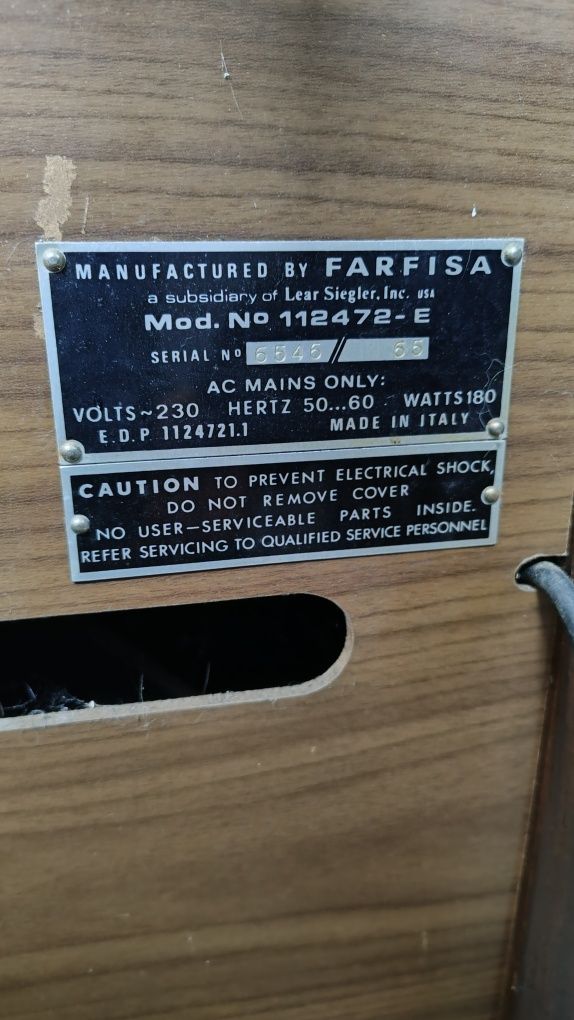 MANUFACTURED BY FARFISA
a subsidiary of Lear Siegler, Inc. USA
Mod. No 112472-E
SERIAL No 6546// 65
AC MAINS ONLY:
VOLTS~230 HERTZ 50...60 WATTS180
E.D.P 1124721.1 MADE IN ITALY
CAUTION TO PREVENT ELECTRICAL SHOCK,
DO NOT REMOVE COVER
NO USER-SERVICEABLE PARTS INSIDE.
REFER SERVICING TO QUALIFIED SERVICE PERSONNEL